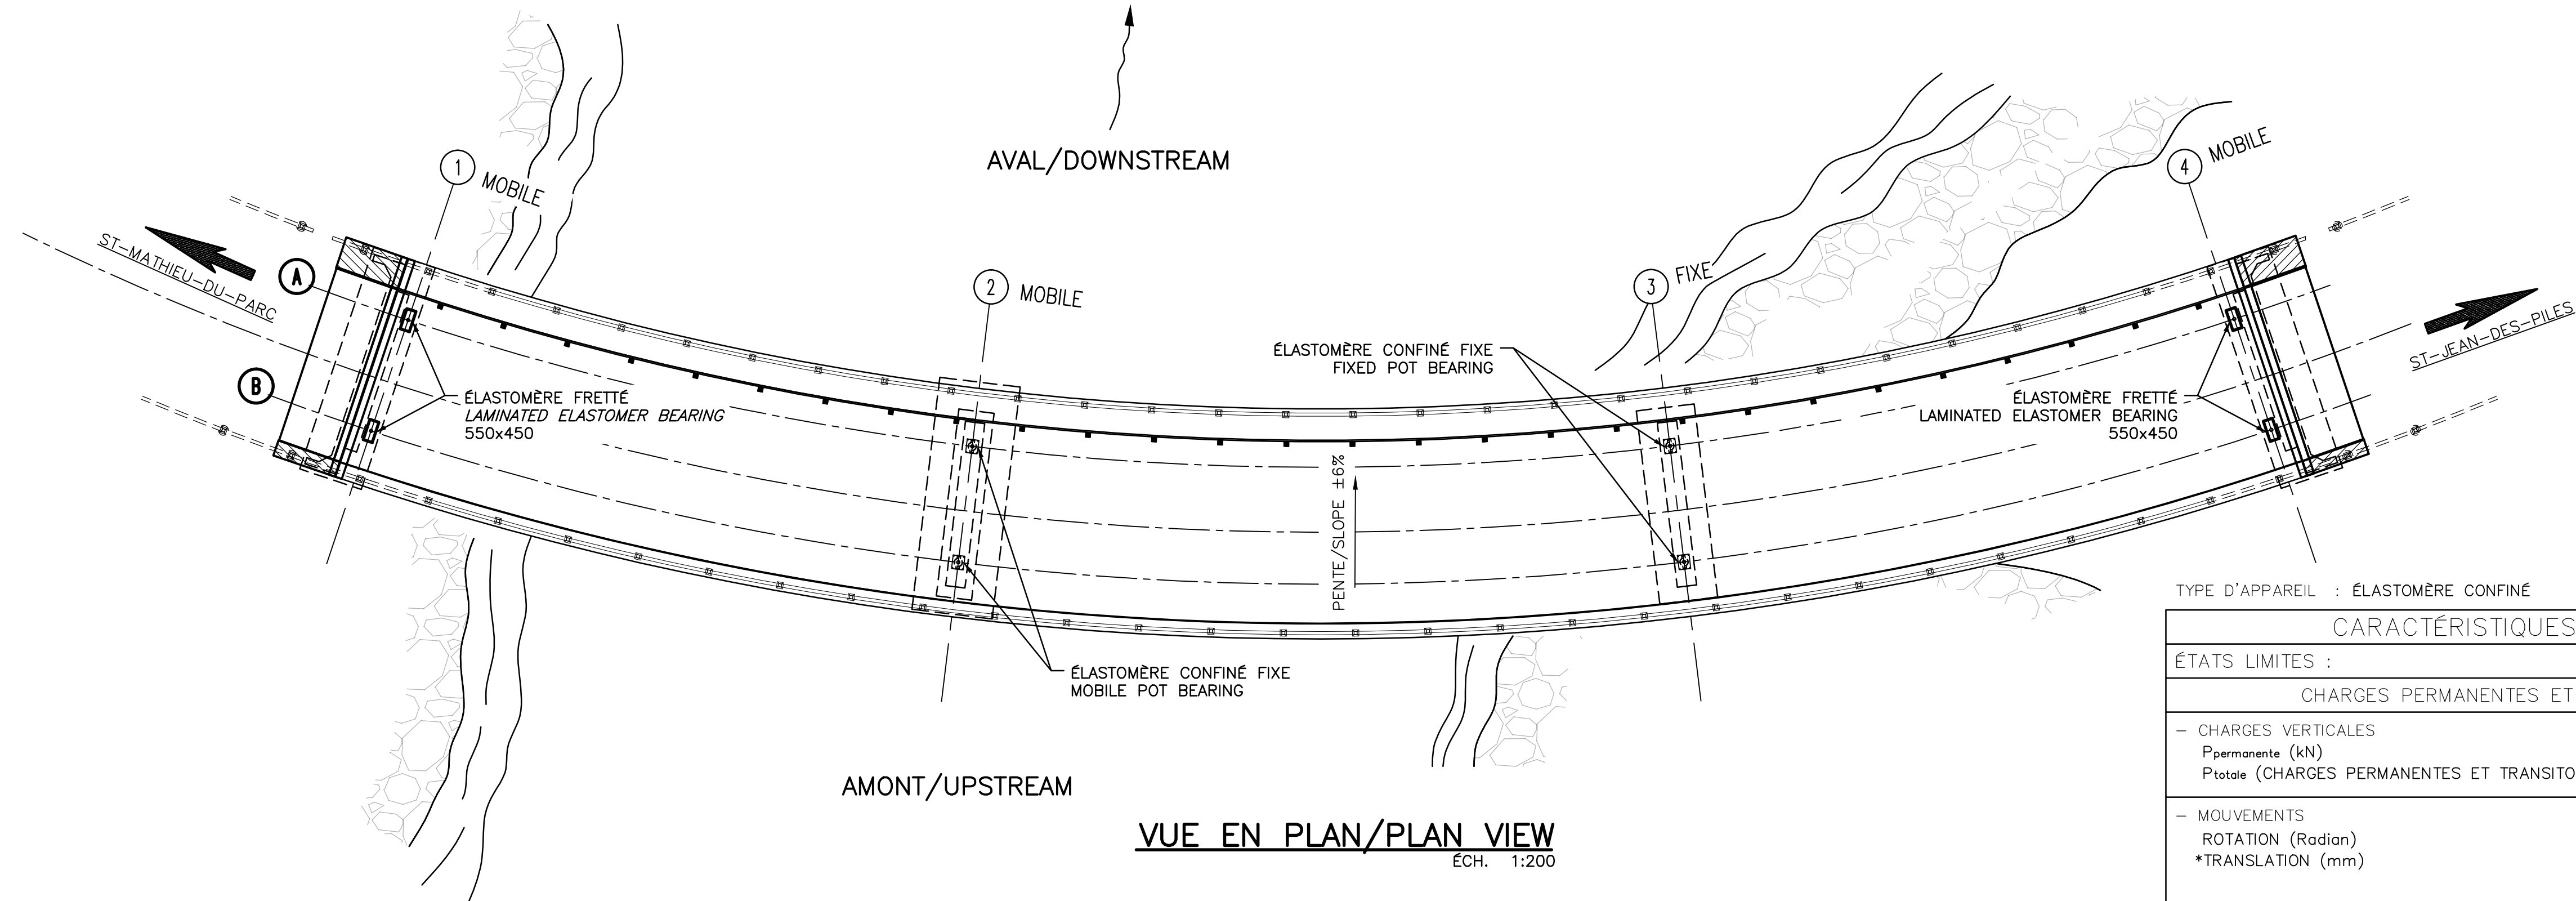 AVAL/DOWNSTREAM
1 MOBILE
4 MOBILE
ST-MATHIEU-DU-PARC
A
2 MOBILE
3 FIXE
ST-JEAN-DES-PILES
B
ÉLASTOMÈRE FRETTÉ
LAMINATED ELASTOMER BEARING
550x450
ÉLASTOMÈRE CONFINÉ FIXE
FIXED POT BEARING
ÉLASTOMÈRE FRETTÉ
LAMINATED ELASTOMER BEARING
550x450
PENTE/SLOPE ±6%
ÉLASTOMÈRE CONFINÉ FIXE
MOBILE POT BEARING
AMONT/UPSTREAM
VUE EN PLAN/PLAN VIEW
ÉCH. 1:200
TYPE D'APPAREIL : ÉLASTOMÈRE CONFINÉ
CARACTÉRISTIQUES
ÉTATS LIMITES :
CHARGES PERMANENTES ET
- CHARGES VERTICALES
Ppermanente (kN)
Ptotale (CHARGES PERMANENTES ET TRANSITO
- MOUVEMENTS
ROTATION (Radian)
*TRANSLATION (mm)